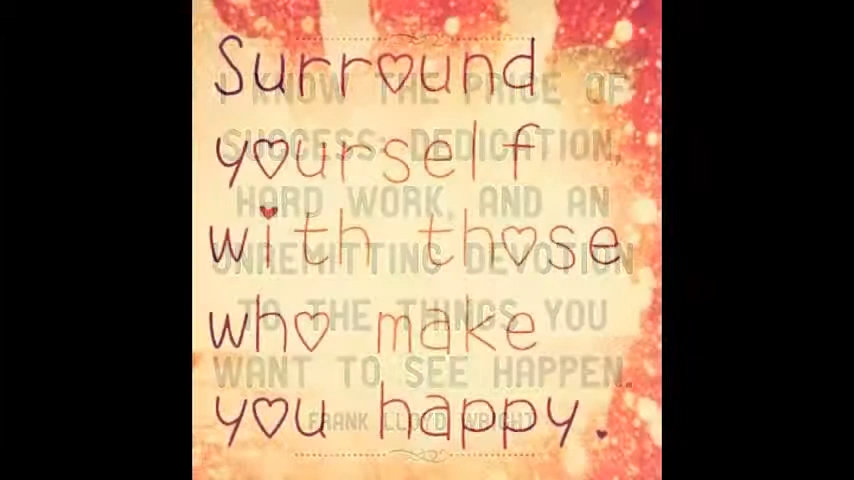 Surround
yourself
with those
who make
you happy.
I KNOW THE PRICE OF
SUCCESS: DEDICATION,
HARD WORK, AND AN
UNREMITTING DEVOTION
TO THE THINGS YOU
WANT TO SEE HAPPEN.
FRANK LLOYD WRIGHT